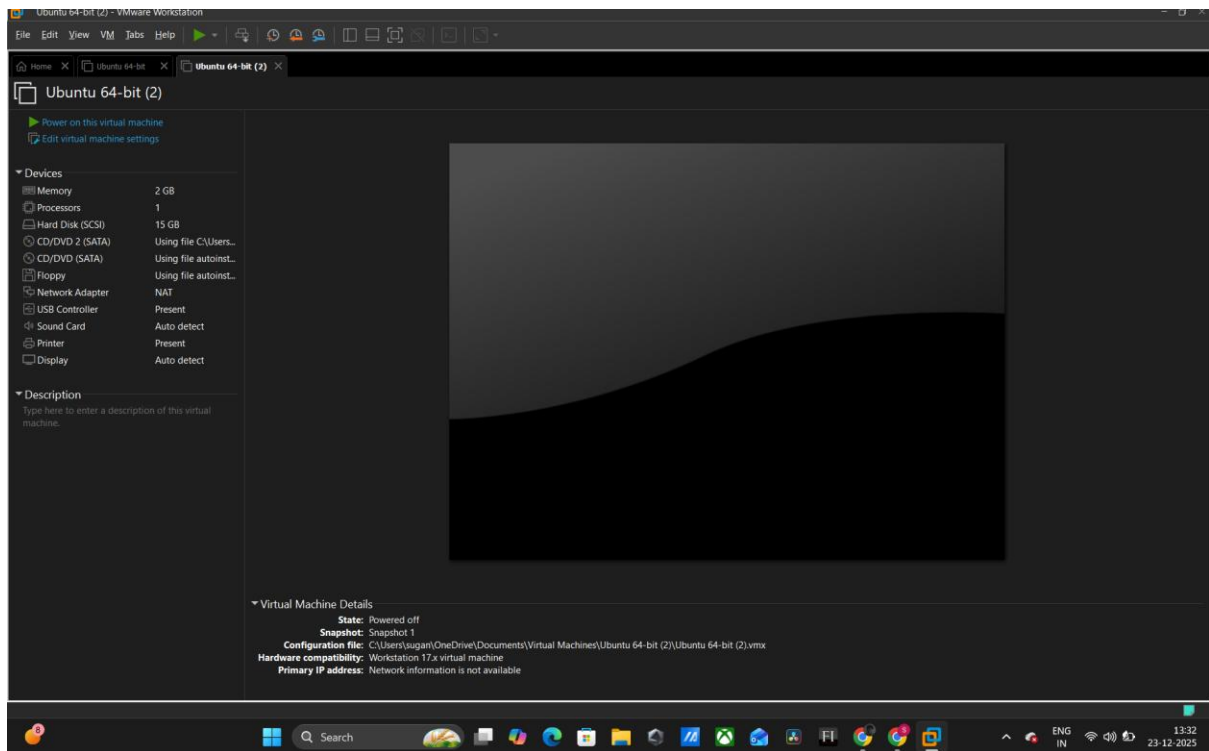 Ubuntu 64-bit (2) - VMware Workstation
File Edit View VM Tabs Help
Home Ubuntu 64-bit Ubuntu 64-bit (2)
Ubuntu 64-bit (2)
Power on this virtual machine
Edit virtual machine settings
Devices
Memory 2 GB
Processors 1
Hard Disk (SCSI) 15 GB
CD/DVD 2 (SATA) Using file C:\Users...
CD/DVD (SATA) Using file autoinst...
Floppy Using file autoinst...
Network Adapter NAT
USB Controller Present
Sound Card Auto detect
Printer Present
Display Auto detect
Description
Type here to enter a description of this virtual
machine.
Virtual Machine Details
State: Powered off
Snapshot: Snapshot 1
Configuration file: C:\Users\sugan\OneDrive\Documents\Virtual Machines\Ubuntu 64-bit (2)\Ubuntu 64-bit (2).vmx
Hardware compatibility: Workstation 17.x virtual machine
Primary IP address: Network information is not available
8 Search FI ENG 13:32
IN 23-12-2025